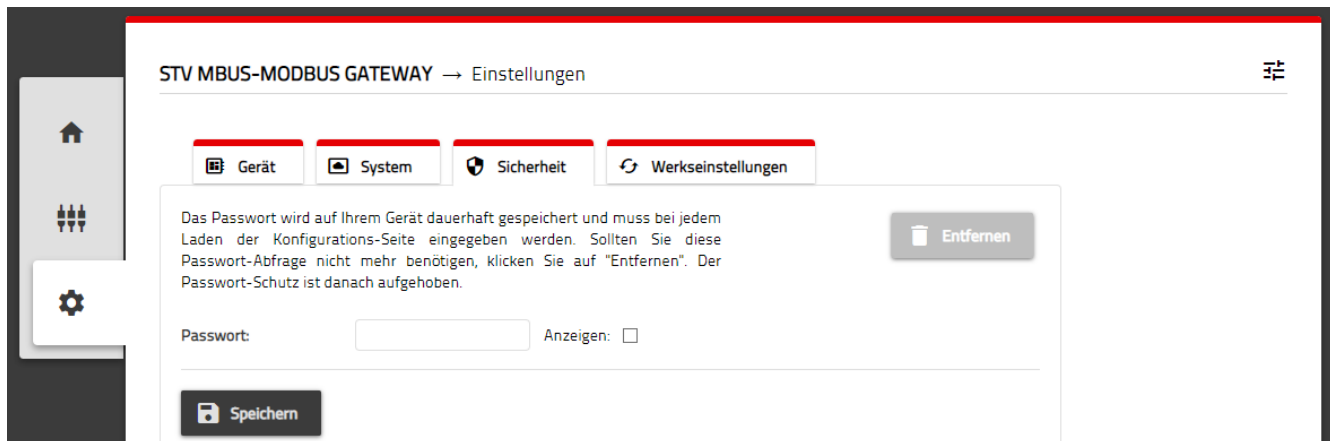 STV MBUS-MODBUS GATEWAY → Einstellungen
Gerät System Sicherheit Werkseinstellungen
Das Passwort wird auf Ihrem Gerät dauerhaft gespeichert und muss bei jedem
Laden der Konfigurations-Seite eingegeben werden. Sollten Sie diese
Passwort-Abfrage nicht mehr benötigen, klicken Sie auf "Entfernen". Der
Passwort-Schutz ist danach aufgehoben.
Entfernen
Passwort: Anzeigen:
Speichern